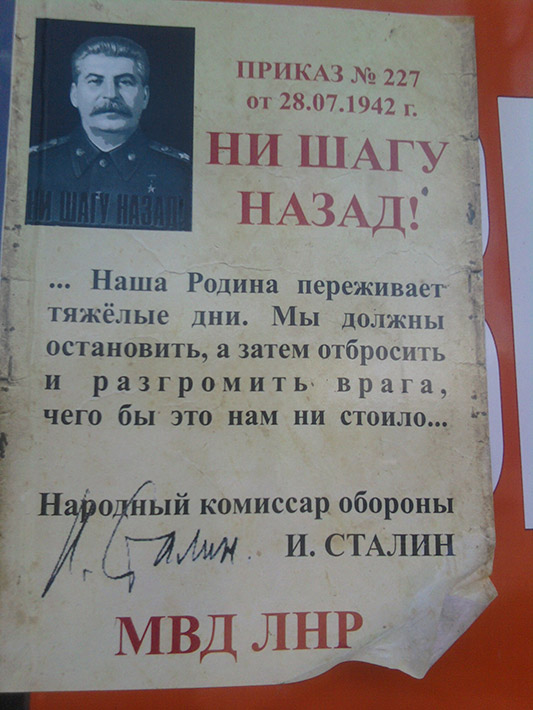 ПРИКАЗ № 227
от 28.07.1942 г.
НИ ШАГУ
НАЗАД!
НИ ШАГУ НАЗАД!
... Наша Родина переживает
тяжёлые дни. Мы должны
остановить, а затем отбросить
и разгромить врага,
чего бы это нам ни стоило...
Народный комиссар обороны
И. Сталин.
И. СТАЛИН
МВД ЛНР